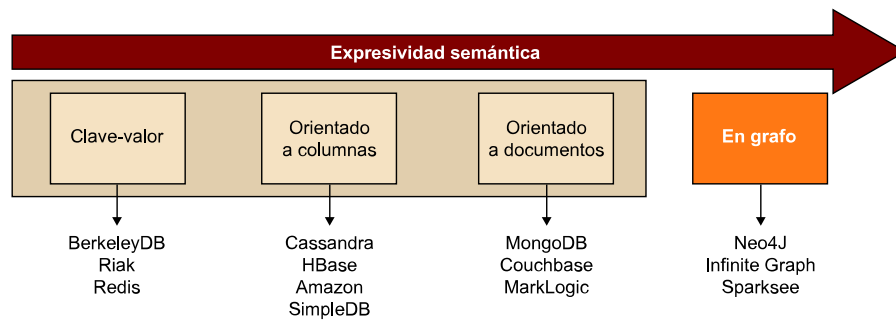 Expresividad semántica
Clave-valor
Orientado
a columnas
Orientado
a documentos
En grafo
BerkeleyDB
Riak
Redis
Cassandra
HBase
Amazon
SimpleDB
MongoDB
Couchbase
MarkLogic
Neo4J
Infinite Graph
Sparksee